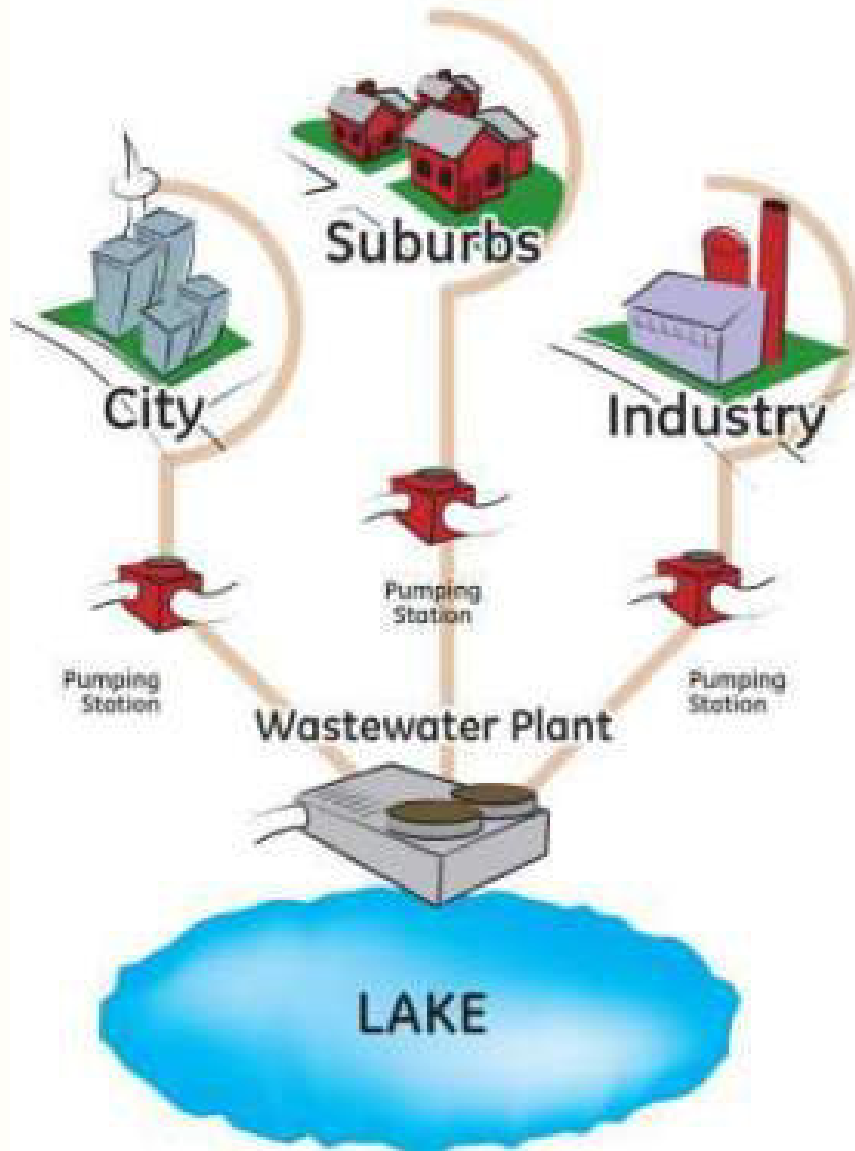 Suburbs
City
Industry
Pumping
Station
Pumping
Station
Pumping
Station
Wastewater Plant
LAKE